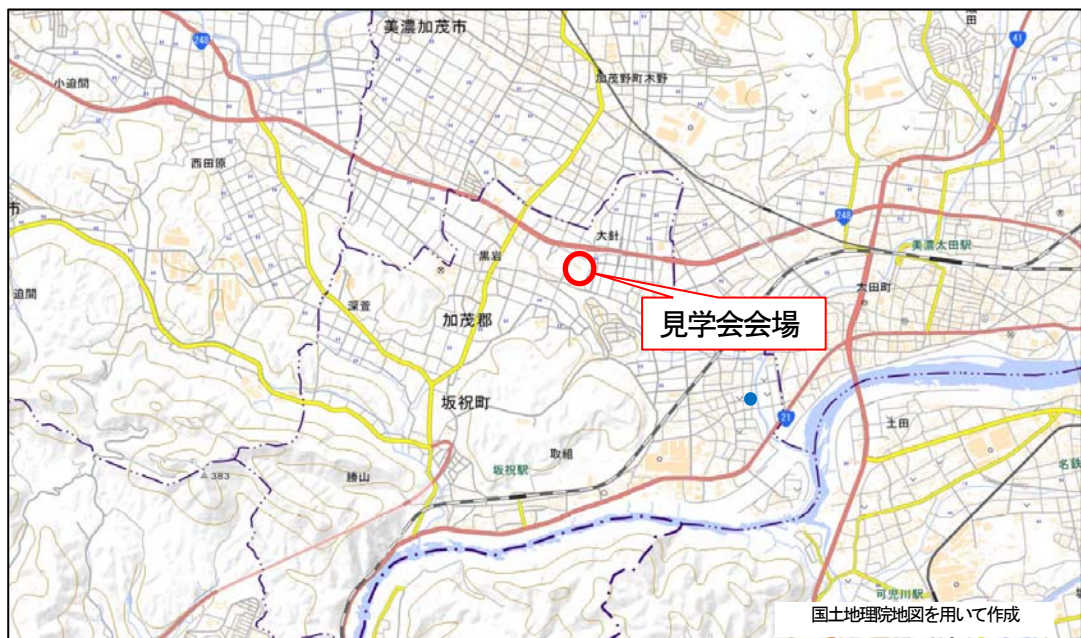 美濃加茂市
248
41
小迫間
加茂野町木野
西田原
市
大針
248
黒岩
美濃太田駅
迫間
深萱
太田町
加茂郡
見学会会場
坂祝町
21
土田
383
勝山
坂祝駅
取組
名鉄
可児川駅
国土地理院地図を用いて作成